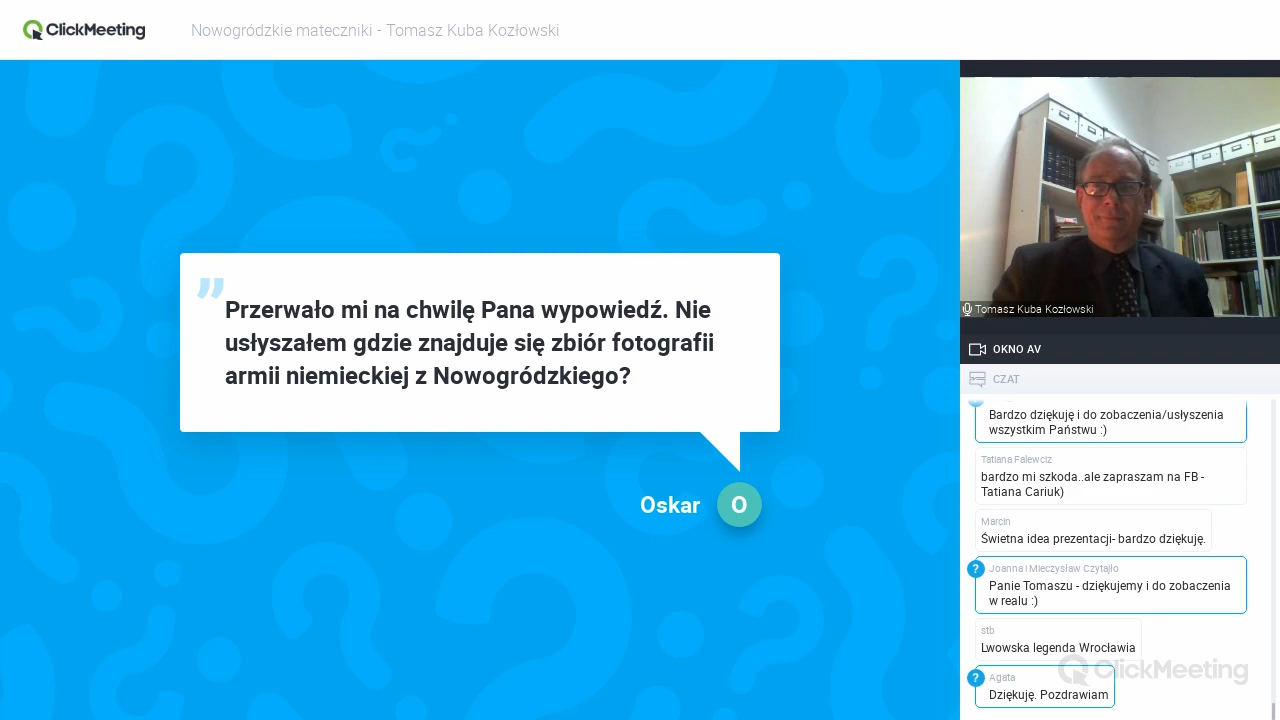 ClickMeeting
Nowogródzkie mateczniki - Tomasz Kuba Kozłowski
Przerwało mi na chwilę Pana wypowiedź. Nie
usłyszałem gdzie znajduje się zbiór fotografii
armii niemieckiej z Nowogródzkiego?
Oskar O
Tomasz Kuba Kozłowski
OKNO AV
CZAT
Bardzo dziękuję i do zobaczenia/usłyszenia
wszystkim Państwu :)
Tatiana Falewciz
bardzo mi szkoda..ale zapraszam na FB -
Tatiana Cariuk)
Marcin
Świetna idea prezentacji- bardzo dziękuję.
?
Joanna i Mieczysław Czytajło
Panie Tomaszu - dziękujemy i do zobaczenia
w realu :)
stb
Lwowska legenda Wrocławia
ClickMeeting
?
Agata
Dziękuję. Pozdrawiam